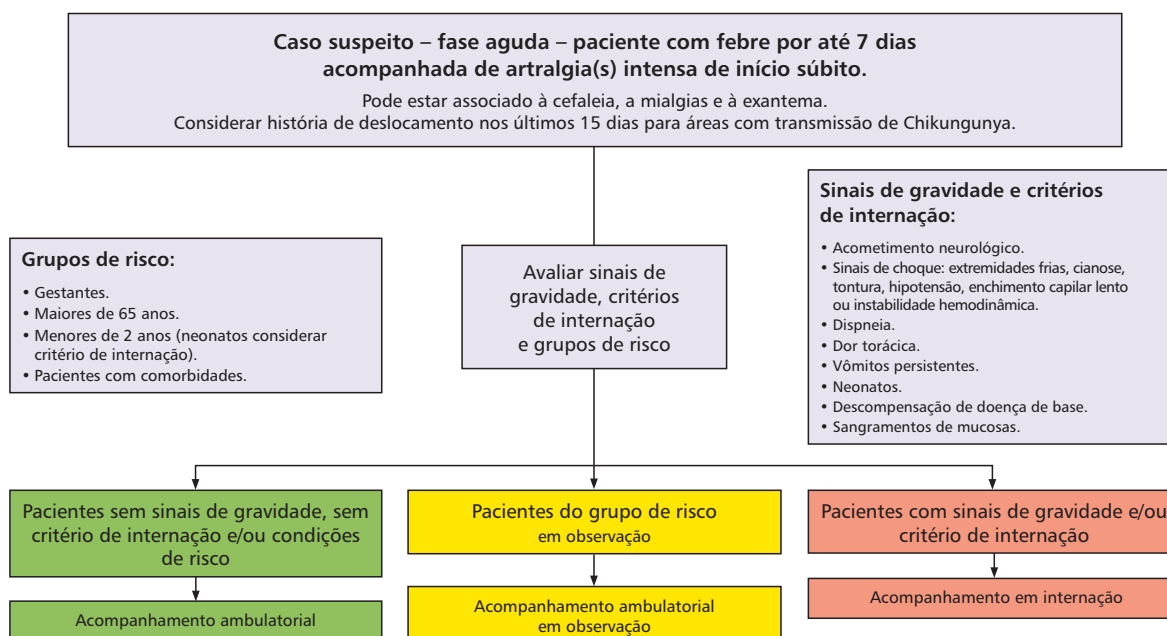 Caso suspeito – fase aguda – paciente com febre por até 7 dias
acompanhada de artralgia(s) intensa de início súbito.
Pode estar associado à cefaleia, a mialgias e à exantema.
Considerar história de deslocamento nos últimos 15 dias para áreas com transmissão de Chikungunya.
Grupos de risco:
• Gestantes.
• Maiores de 65 anos.
• Menores de 2 anos (neonatos considerar
critério de internação).
• Pacientes com comorbidades.
Avaliar sinais de
gravidade, critérios
de internação
e grupos de risco
Sinais de gravidade e critérios
de internação:
• Acometimento neurológico.
• Sinais de choque: extremidades frias, cianose,
tontura, hipotensão, enchimento capilar lento
ou instabilidade hemodinâmica.
• Dispneia.
• Dor torácica.
• Vômitos persistentes.
• Neonatos.
• Descompensação de doença de base.
• Sangramentos de mucosas.
Pacientes sem sinais de gravidade, sem
critério de internação e/ou condições
de risco
Acompanhamento ambulatorial
Pacientes do grupo de risco
em observação
Acompanhamento ambulatorial
em observação
Pacientes com sinais de gravidade e/ou
critério de internação
Acompanhamento em internação